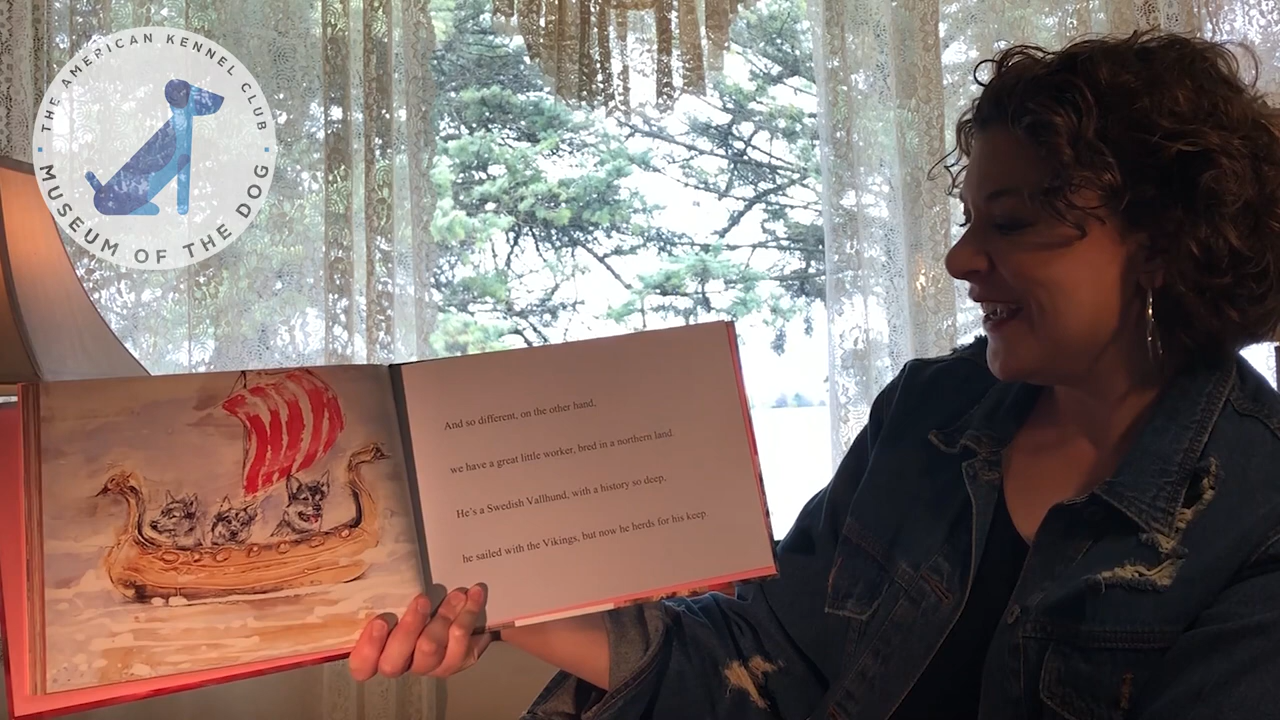 THE AMERICAN KENNEL CLUB
MUSEUM OF THE DOG
And so different, on the other hand,
we have a great little worker, bred in a northern land.
He's a Swedish Vallhund, with a history so deep,
he sailed with the Vikings, but now he herds for his keep.